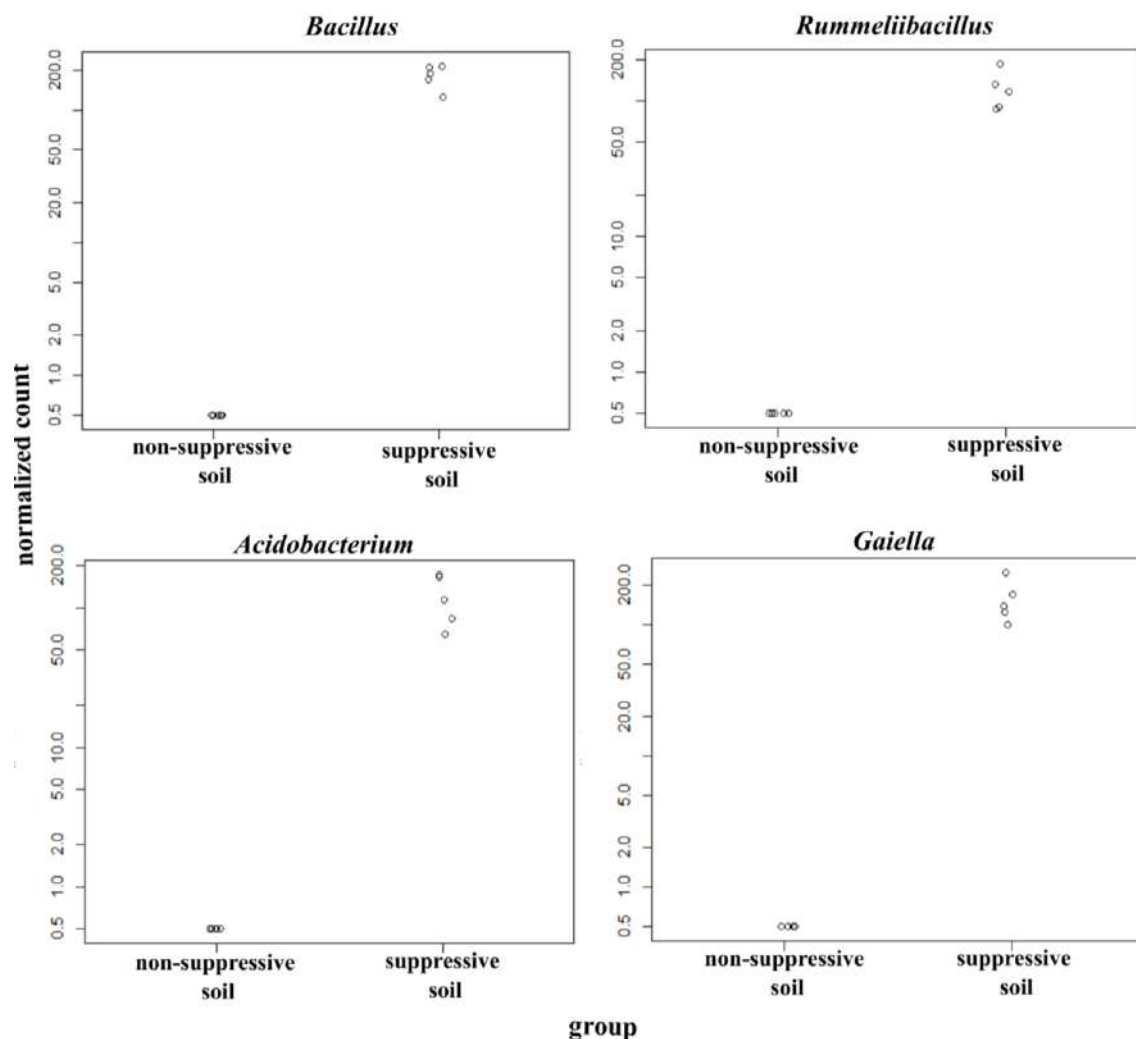 Bacillus
Rummeliibacillus
200.0
50.0
20.0
5.0
2.0
1.0
0.5
200.0
50.0
10.0
5.0
2.0
1.0
0.5
non-suppressive
soil
suppressive
soil
non-suppressive
soil
suppressive
soil
normalized count
Acidobacterium
Gaiella
200.0
50.0
10.0
5.0
2.0
1.0
0.5
200.0
50.0
20.0
5.0
2.0
1.0
0.5
non-suppressive
soil
suppressive
soil
non-suppressive
soil
suppressive
soil
group